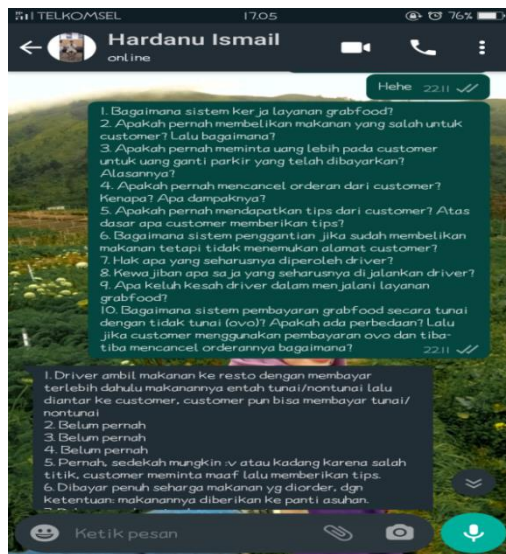 TELKOMSEL 17.05 76%
Hardanu Ismail
online
Hehe 22.11
1. Bagaimana sistem kerja layanan grabfood?
2. Apakah pernah membelikan makanan yang salah untuk
customer? Lalu bagaimana?
3. Apakah pernah meminta uang lebih pada customer
untuk uang ganti parkir yang telah dibayarkan?
Alasannya?
4. Apakah pernah mencancel orderan dari customer?
Kenapa? Apa dampaknya?
5. Apakah pernah mendapatkan tips dari customer? Atas
dasar apa customer memberikan tips?
6. Bagaimana sistem penggantian jika sudah membelikan
makanan tetapi tidak menemukan alamat customer?
7. Hak apa yang seharusnya diperoleh driver?
8. Kewajiban apa saja yang seharusnya dijalankan driver?
9. Apa keluh kesah driver dalam menjalani layanan
grabfood?
10. Bagaimana sistem pembayaran grabfood secara tunai
dengan tidak tunai (ovo)? Apakah ada perbedaan? Lalu
jika customer menggunakan pembayaran ovo dan tiba-
tiba mencancel orderannya bagaimana? 22.11
1. Driver ambil makanan ke resto dengan membayar
terlebih dahulu makanannya entah tunai/nontunai lalu
diantar ke customer, customer pun bisa membayar tunai/
nontunai
2. Belum pernah
3. Belum pernah
4. Belum pernah
5. Pernah, sedekah mungkin :v atau kadang karena salah
titik, customer meminta maaf lalu memberikan tips.
6. Dibayar penuh seharga makanan yg diorder, dgn
ketentuan: makanannya diberikan ke panti asuhan.
Ketik pesan